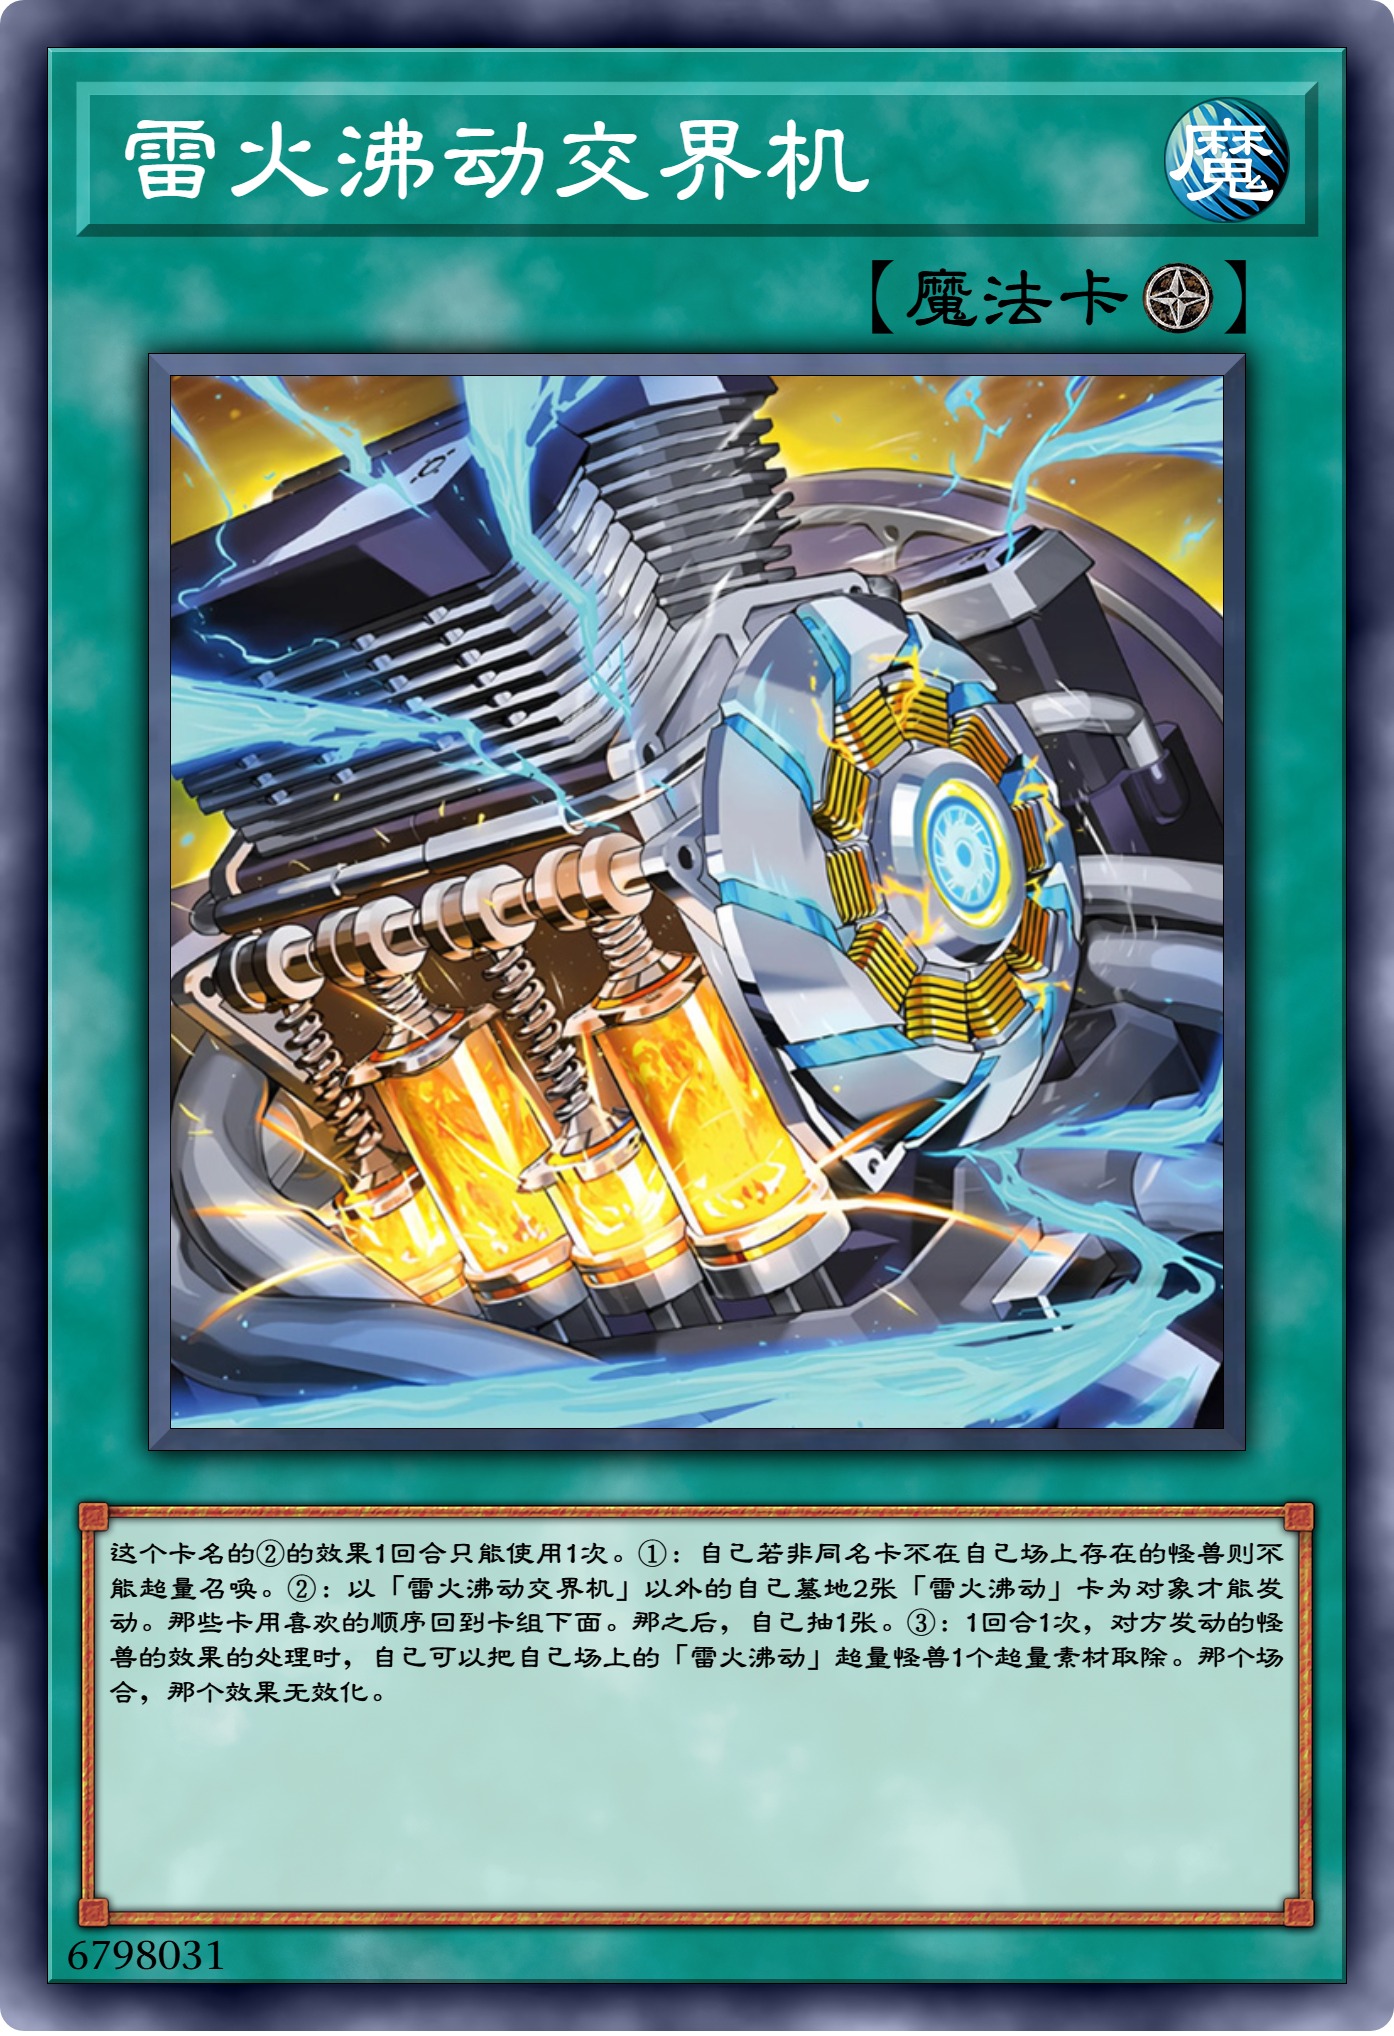 雷火沸动交界机
魔
【魔法卡】
这个卡名的②的效果1回合只能使用1次。①：自己若非同名卡不在自己场上存在的怪兽则不
能超量召唤。②：以「雷火沸动交界机」以外的自己墓地2张「雷火沸动」卡为对象才能发
动。那些卡用喜欢的顺序回到卡组下面。那之后，自己抽1张。③：1回合1次，对方发动的怪
兽的效果的处理时，自己可以把自己场上的「雷火沸动」超量怪兽1个超量素材取除。那个场
合，那个效果无效化。
6798031